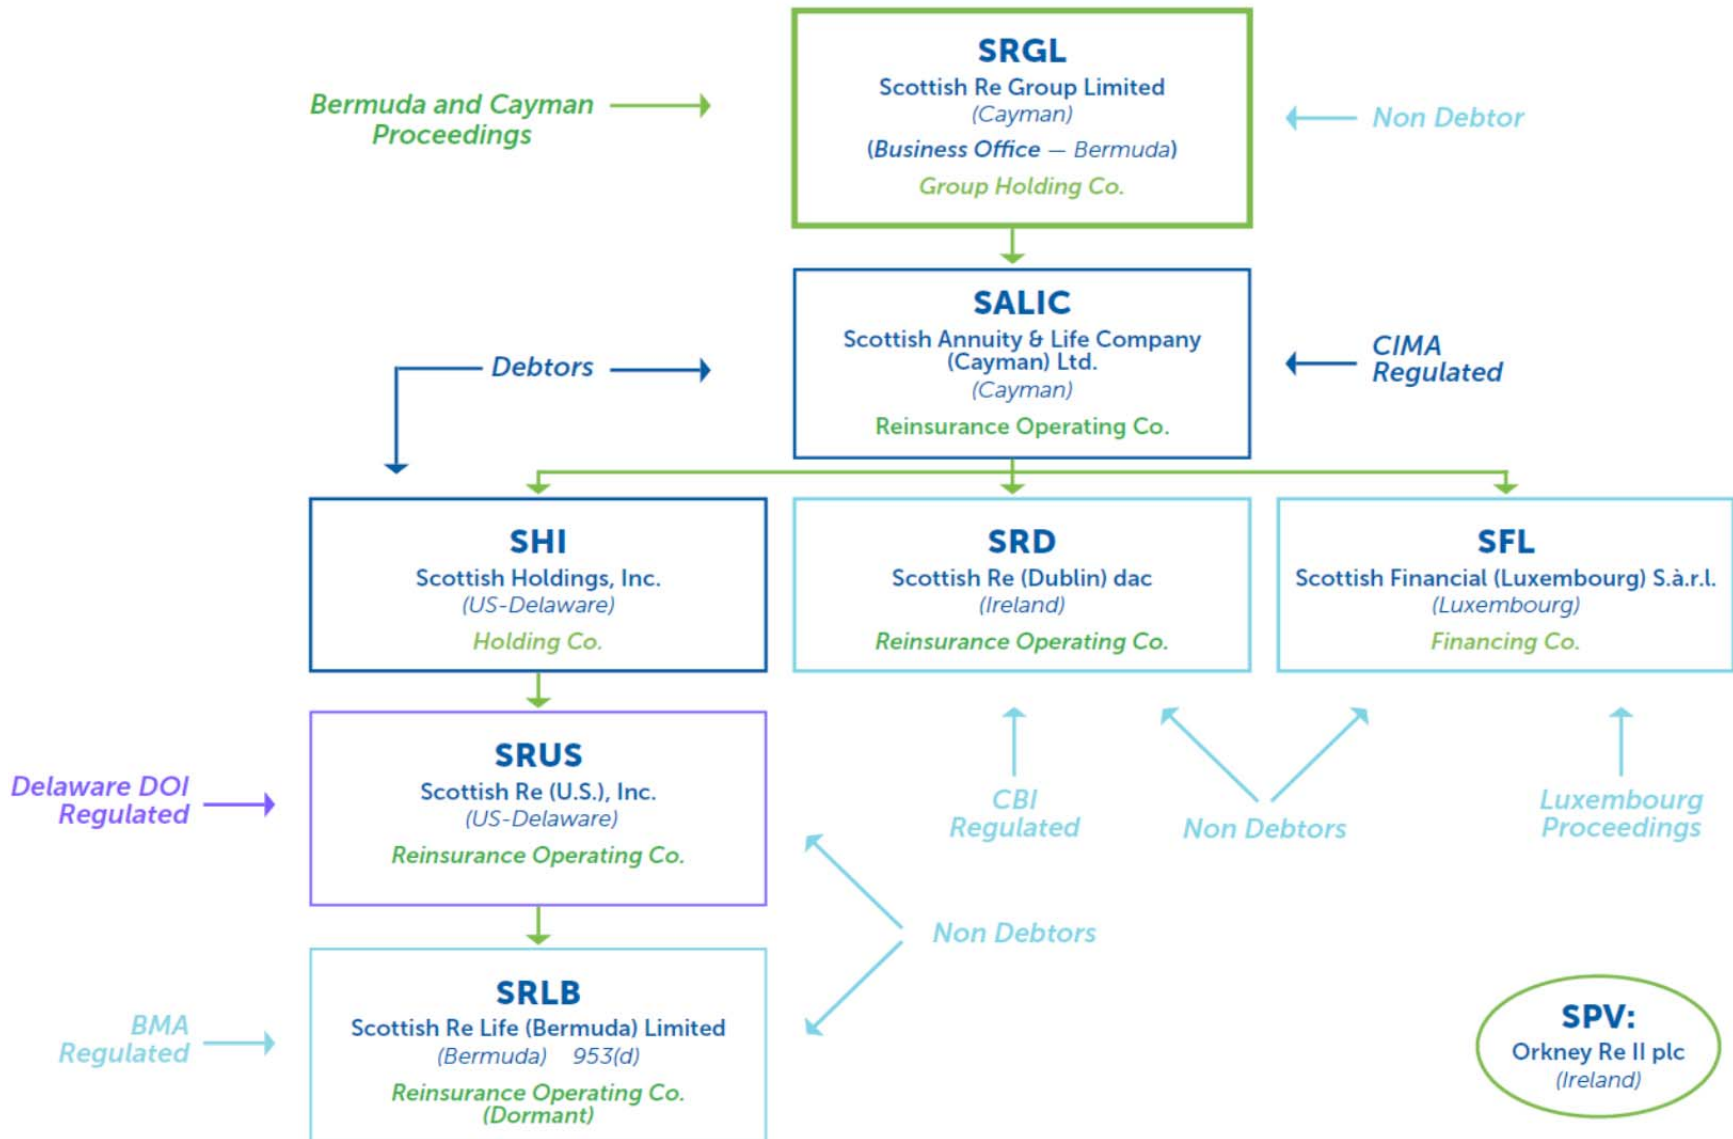 SRGL
Scottish Re Group Limited
(Cayman)
(Business Office — Bermuda)
Group Holding Co.
Bermuda and Cayman
Proceedings
Non Debtor
SALIC
Scottish Annuity & Life Company
(Cayman) Ltd.
(Cayman)
Reinsurance Operating Co.
Debtors
CIMA
Regulated
SHI
Scottish Holdings, Inc.
(US-Delaware)
Holding Co.
SRD
Scottish Re (Dublin) dac
(Ireland)
Reinsurance Operating Co.
SFL
Scottish Financial (Luxembourg) S.à.r.l.
(Luxembourg)
Financing Co.
Delaware DOI
Regulated
SRUS
Scottish Re (U.S.), Inc.
(US-Delaware)
Reinsurance Operating Co.
CBI
Regulated
Non Debtors
Luxembourg
Proceedings
Non Debtors
BMA
Regulated
SRLB
Scottish Re Life (Bermuda) Limited
(Bermuda) 953(d)
Reinsurance Operating Co.
(Dormant)
SPV:
Orkney Re II plc
(Ireland)